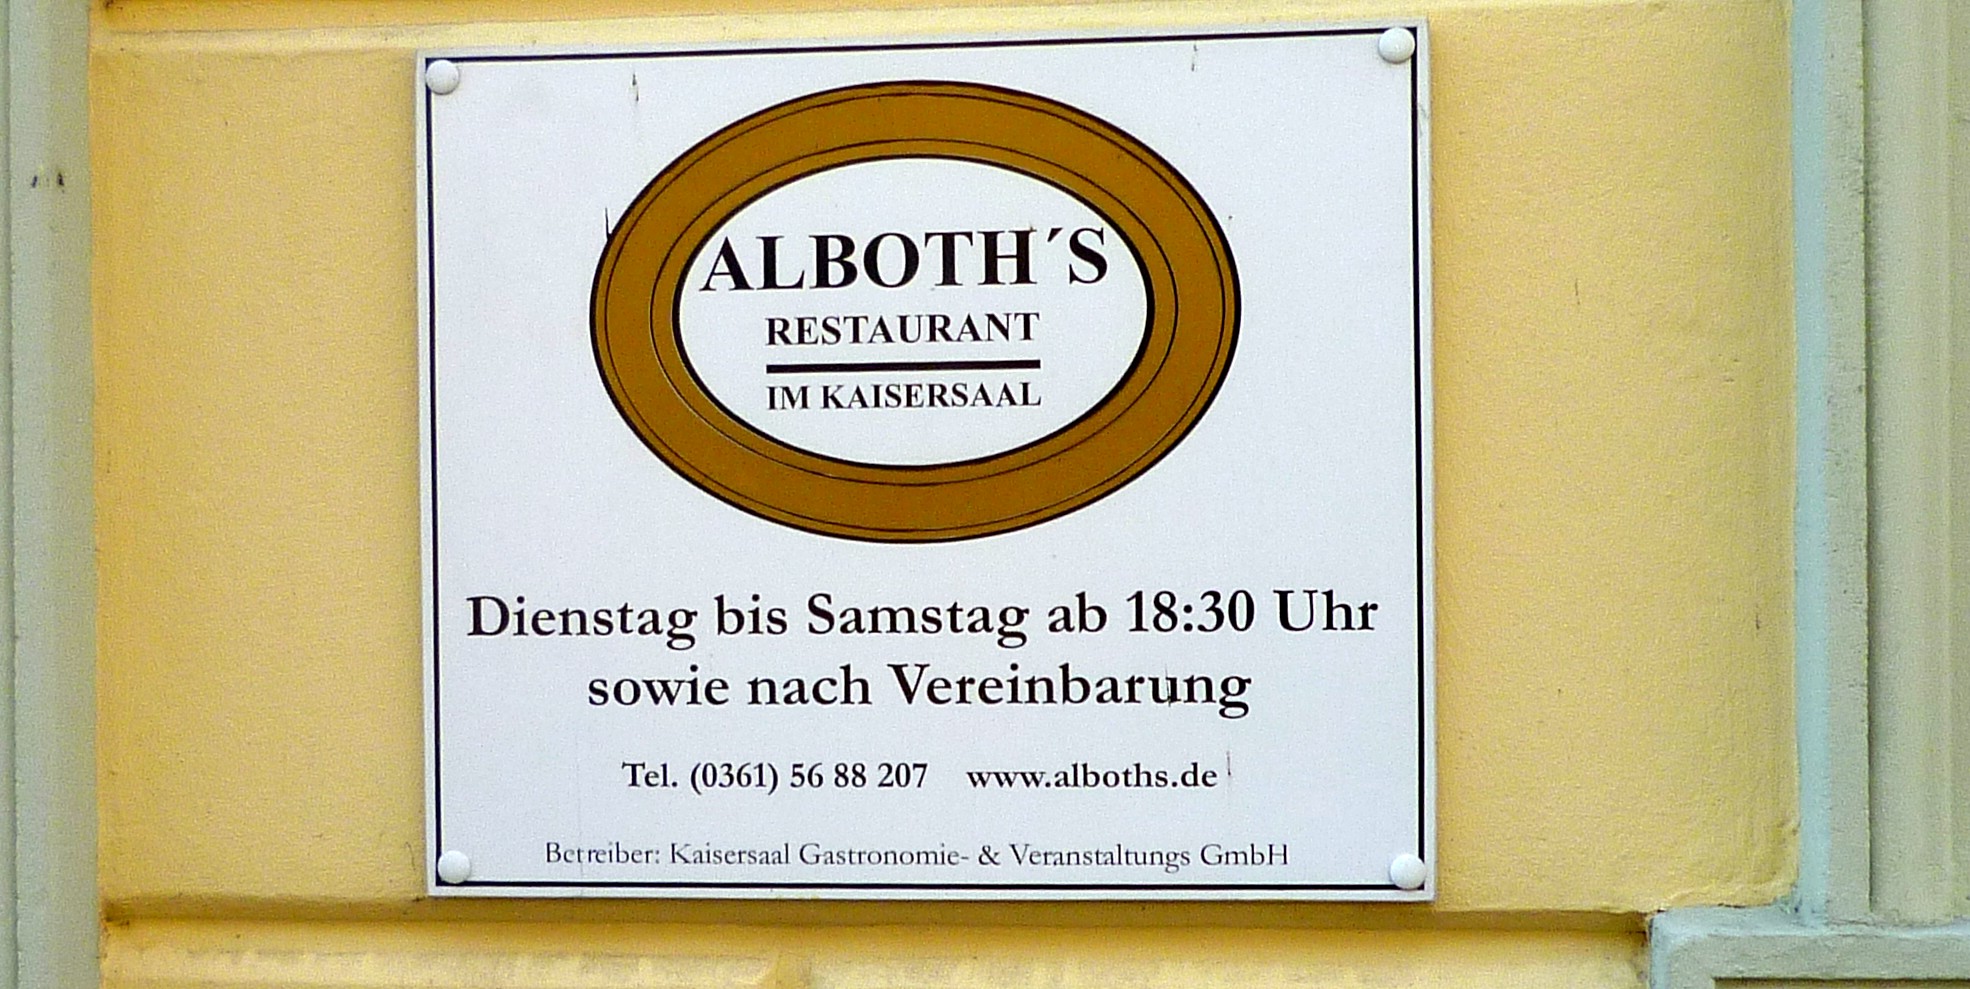 ALBOTH´S
RESTAURANT
IM KAISERSAAL
Dienstag bis Samstag ab 18:30 Uhr
sowie nach Vereinbarung
Tel. (0361) 56 88 207 www.alboths.de
Betreiber: Kaisersaal Gastronomie- & Veranstaltungs GmbH